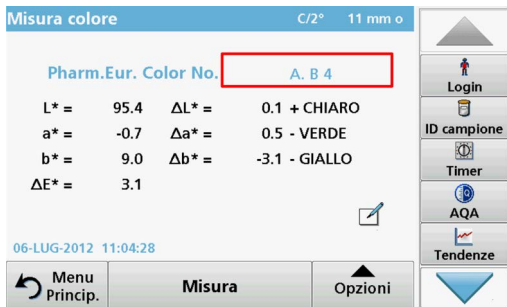 Misura colore C/2° 11 mm o
Pharm.Eur. Color No. A. B 4
L* = 95.4 ΔL* = 0.1 + CHIARO
a* = -0.7 Δa* = 0.5 - VERDE
b* = 9.0 Δb* = -3.1 - GIALLO
ΔE* = 3.1
06-LUG-2012 11:04:28
Menu Princip.
Misura
Opzioni
Login
ID campione
Timer
AQA
Tendenze